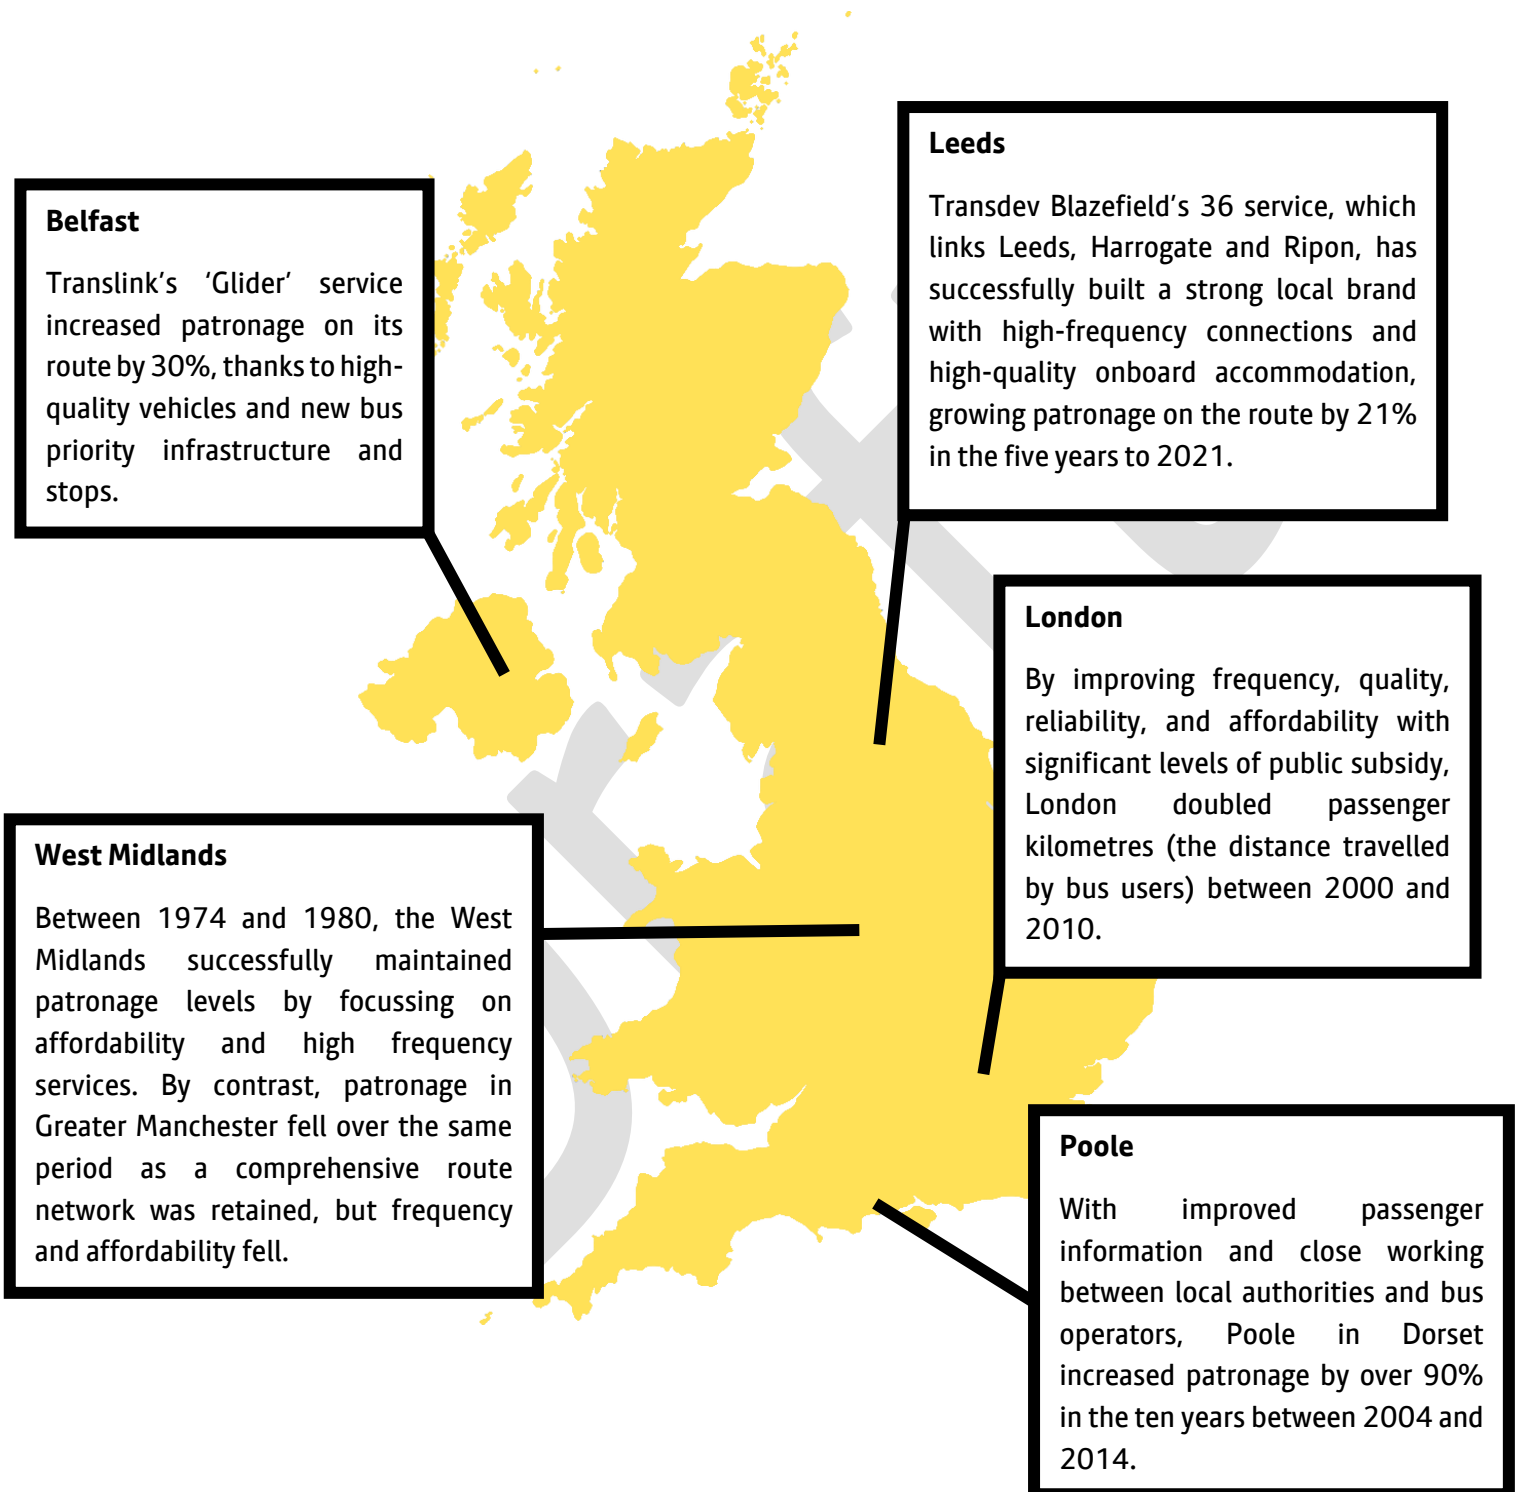 Belfast
Translink’s ‘Glider’ service
increased patronage on its
route by 30%, thanks to high-
quality vehicles and new bus
priority infrastructure and
stops.
Leeds
Transdev Blazefield’s 36 service, which
links Leeds, Harrogate and Ripon, has
successfully built a strong local brand
with high-frequency connections and
high-quality onboard accommodation,
growing patronage on the route by 21%
in the five years to 2021.
London
By improving frequency, quality,
reliability, and affordability with
significant levels of public subsidy,
London doubled passenger
kilometres (the distance travelled
by bus users) between 2000 and
2010.
West Midlands
Between 1974 and 1980, the West
Midlands successfully maintained
patronage levels by focussing on
affordability and high frequency
services. By contrast, patronage in
Greater Manchester fell over the same
period as a comprehensive route
network was retained, but frequency
and affordability fell.
Poole
With improved passenger
information and close working
between local authorities and bus
operators, Poole in Dorset
increased patronage by over 90%
in the ten years between 2004 and
2014.